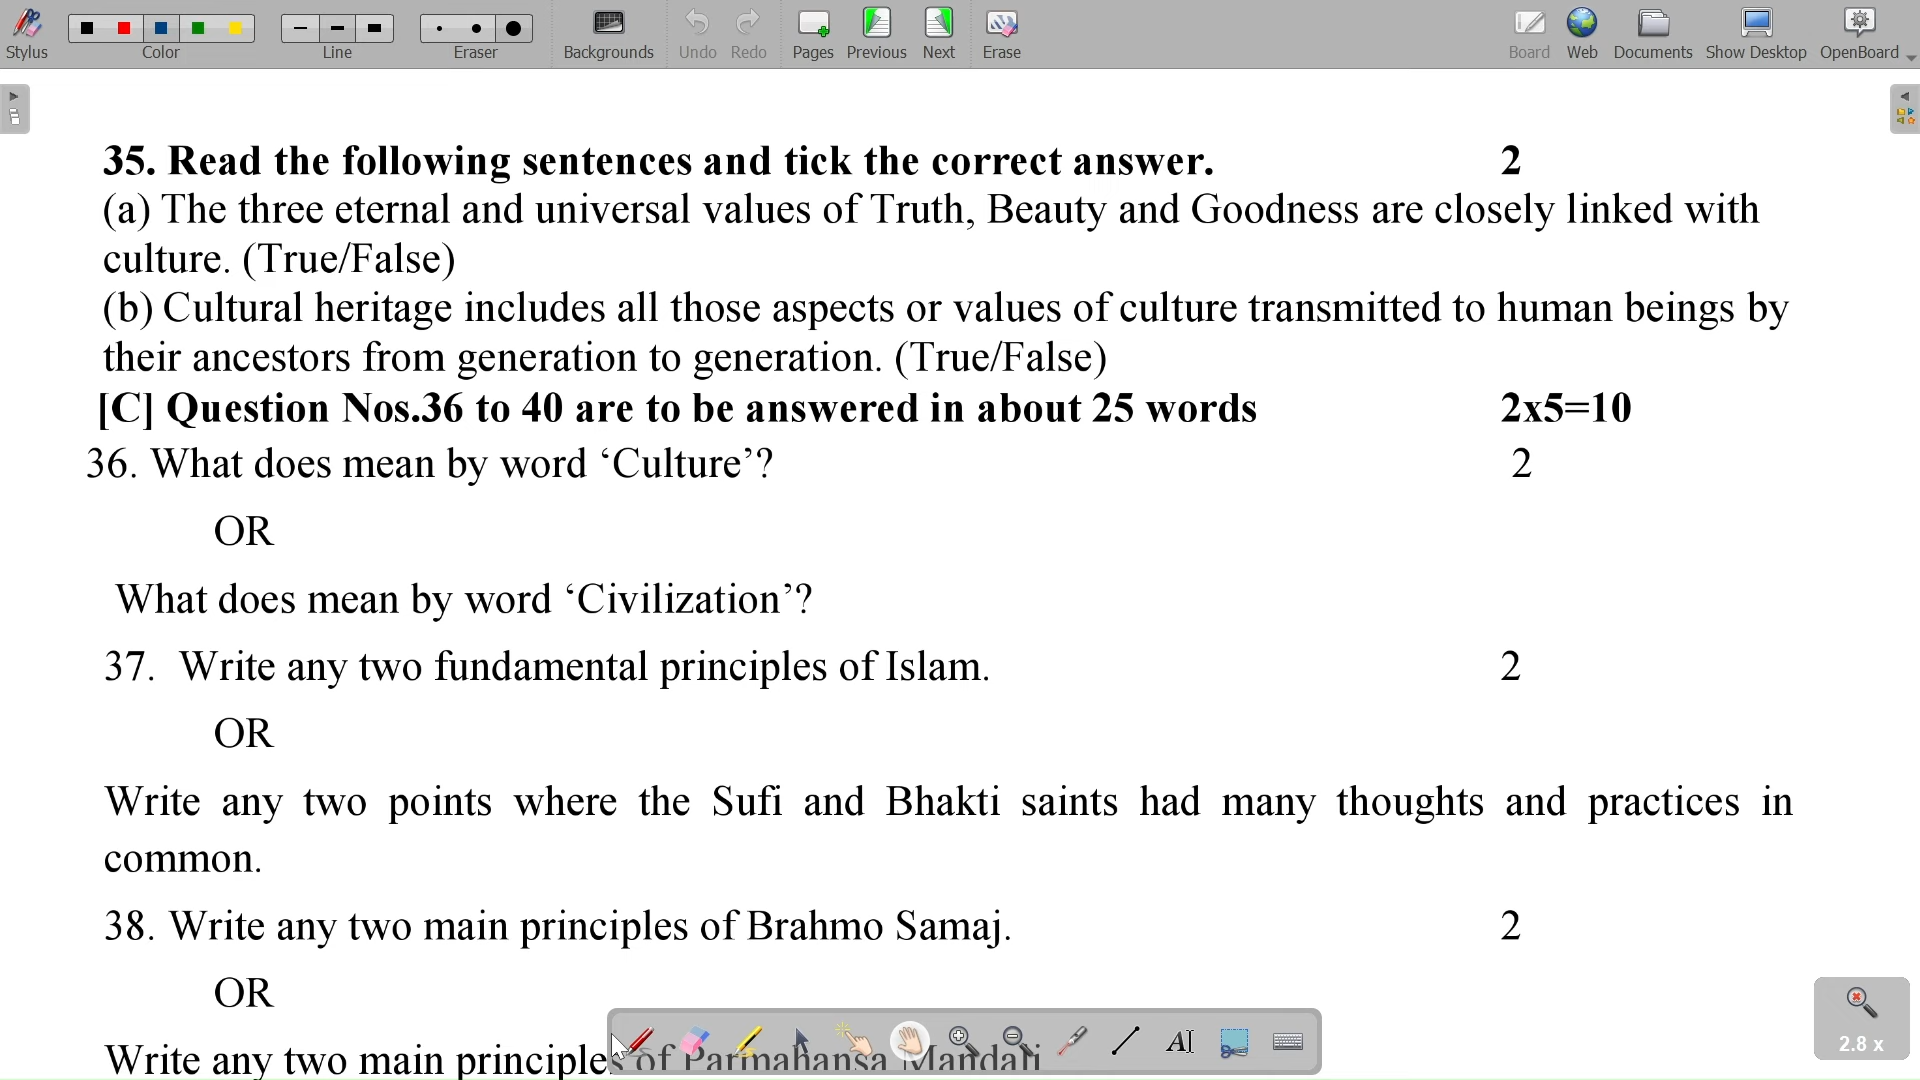 Stylus Color Line Eraser Backgrounds Undo Redo Pages Previous Next Erase Board Web Documents Show Desktop OpenBoard
35. Read the following sentences and tick the correct answer. 2
(a) The three eternal and universal values of Truth, Beauty and Goodness are closely linked with
culture. (True/False)
(b) Cultural heritage includes all those aspects or values of culture transmitted to human beings by
their ancestors from generation to generation. (True/False)
[C] Question Nos.36 to 40 are to be answered in about 25 words 2x5=10
36. What does mean by word ‘Culture’? 2
OR
What does mean by word ‘Civilization’?
37. Write any two fundamental principles of Islam. 2
OR
Write any two points where the Sufi and Bhakti saints had many thoughts and practices in
common.
38. Write any two main principles of Brahmo Samaj. 2
OR
Write any two main principles of Parmahansa Mandali
2.8 x